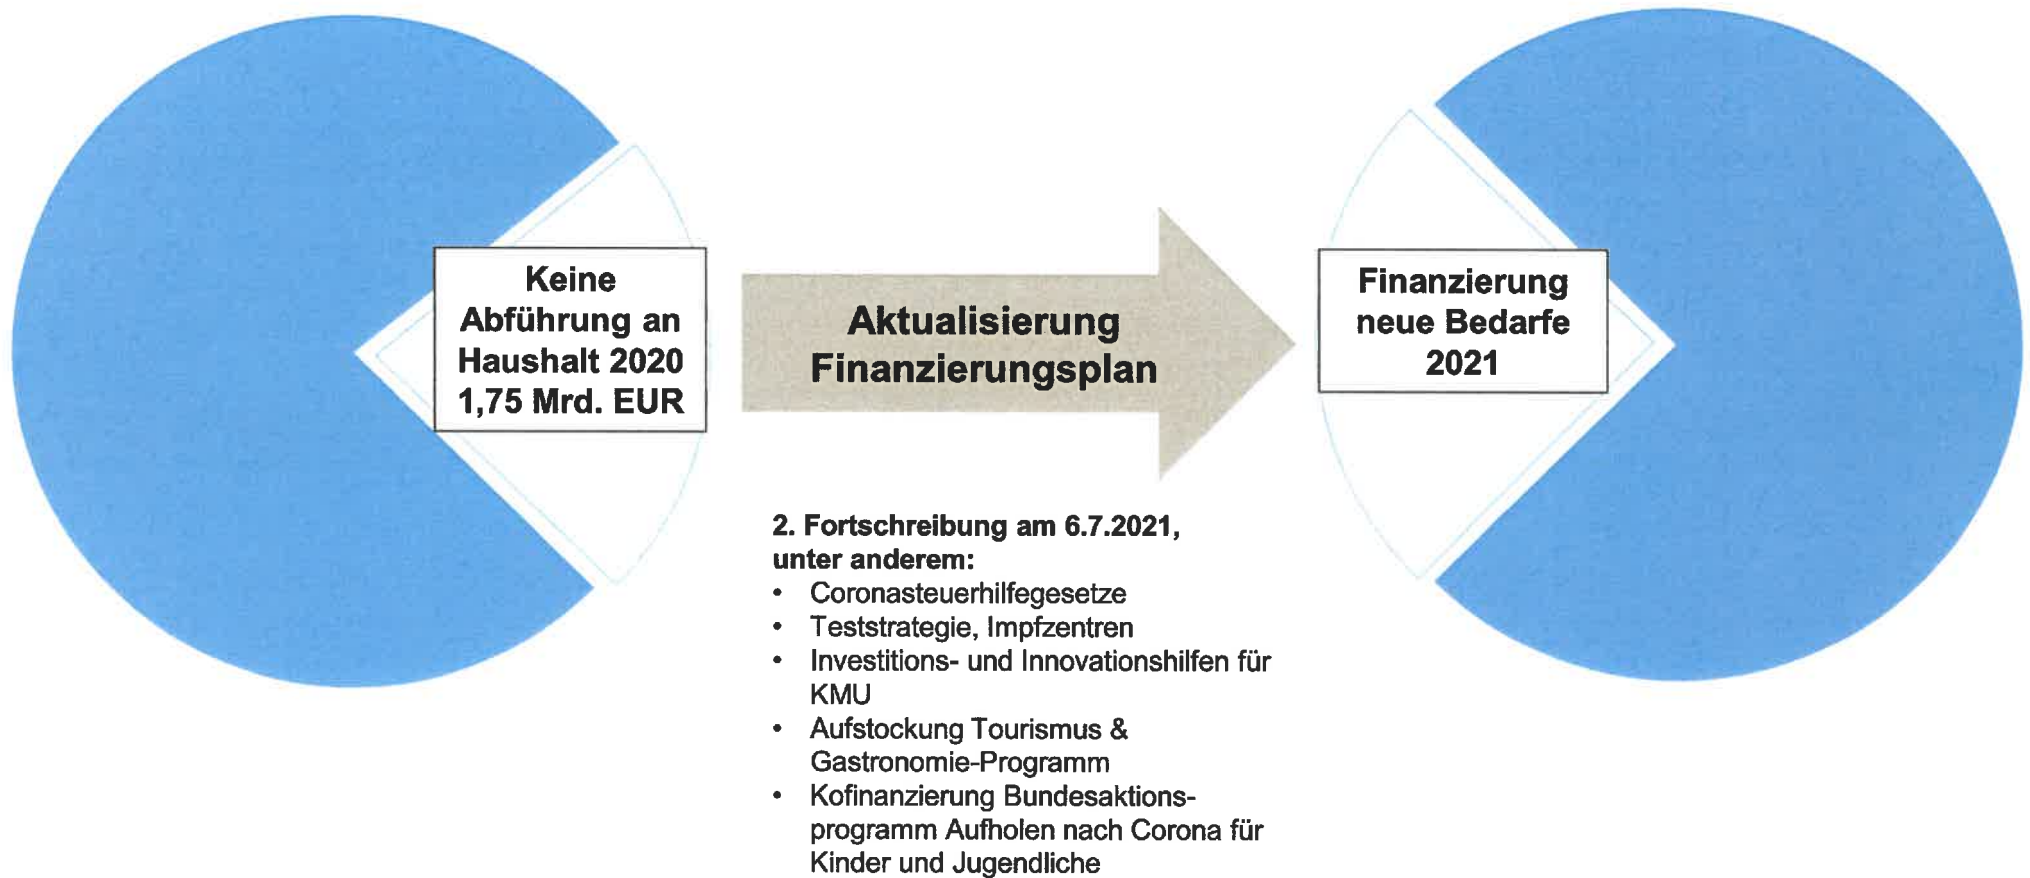 Keine
Abführung an
Haushalt 2020
1,75 Mrd. EUR
Aktualisierung
Finanzierungsplan
Finanzierung
neue Bedarfe
2021
2. Fortschreibung am 6.7.2021,
unter anderem:
• Coronasteuerhilfegesetze
• Teststrategie, Impfzentren
• Investitions- und Innovationshilfen für
KMU
• Aufstockung Tourismus &
Gastronomie-Programm
• Kofinanzierung Bundesaktions-
programm Aufholen nach Corona für
Kinder und Jugendliche